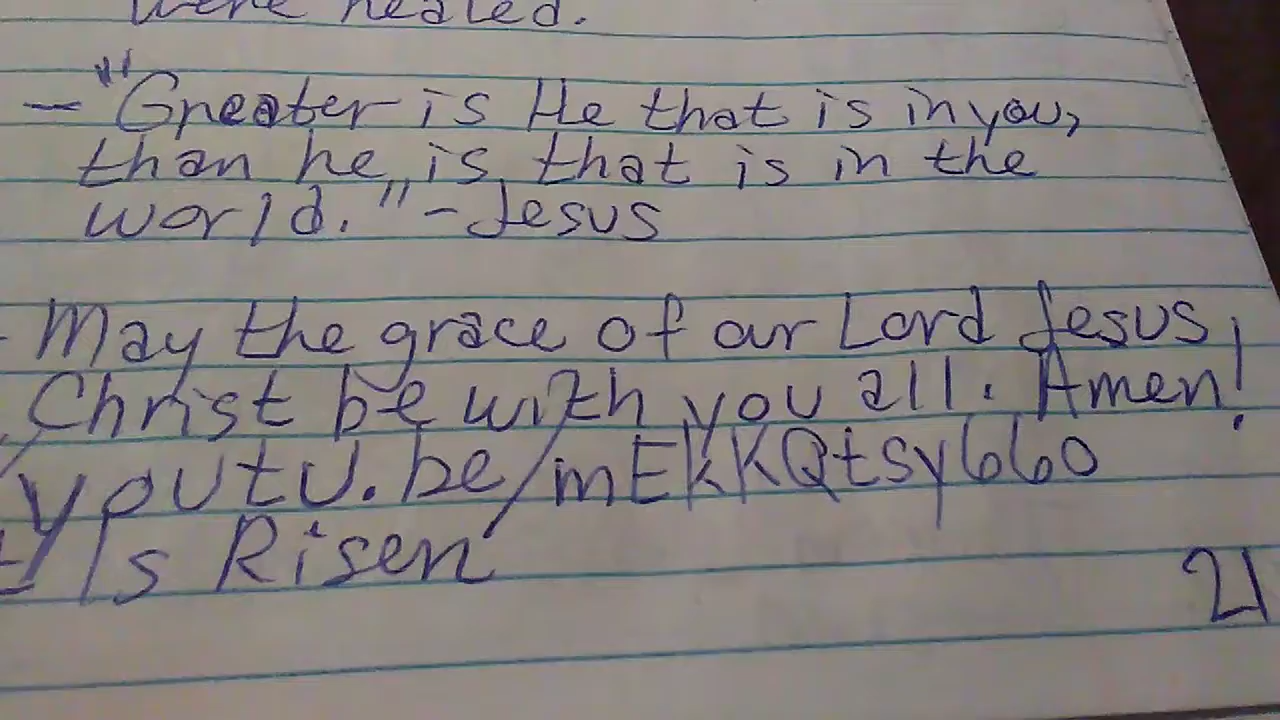 were healed.
— "Greater is He that is in you,
than he is that is in the
world." - Jesus
- May the grace of our Lord Jesus
Christ be with you all. Amen!
youtu.be/mEkKQtsy660
Is Risen
21